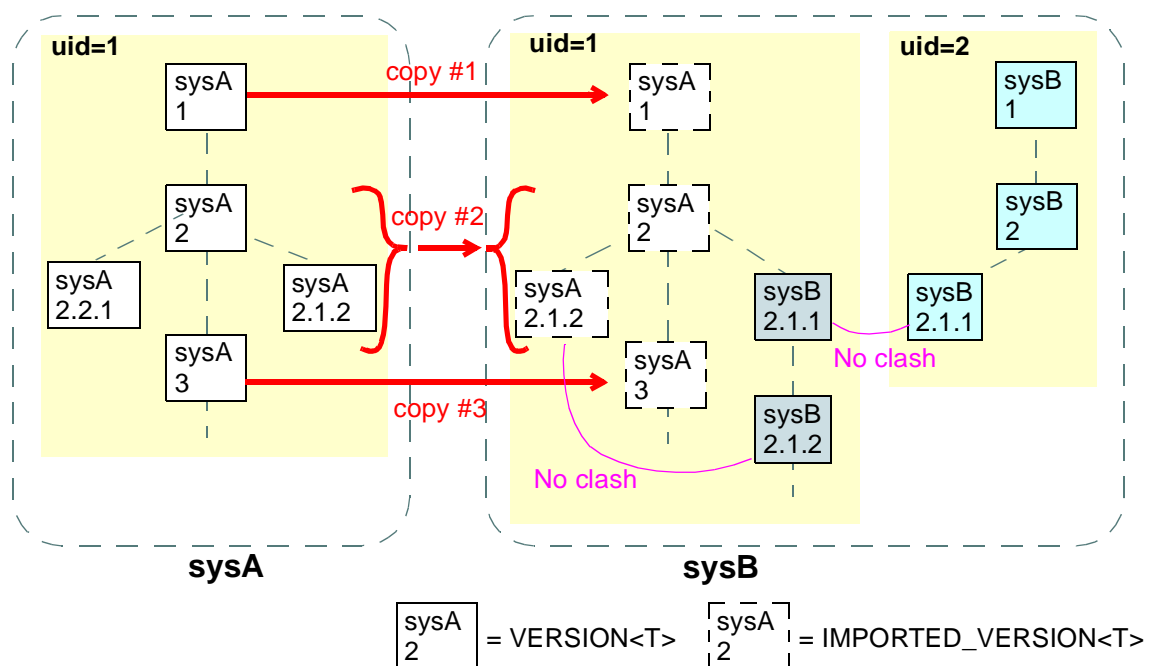 uid=1
sysA
1
copy #1
uid=1
sysA
1
uid=2
sysB
1
sysA
2
copy #2
sysA
2
sysB
2
sysA
2.2.1
sysA
2.1.2
sysA
2.1.2
sysB
2.1.1
sysB
2.1.1
No clash
sysA
3
copy #3
sysA
3
sysB
2.1.2
No clash
sysA
sysB
sysA
2
= VERSION<T>
sysA
2
= IMPORTED_VERSION<T>